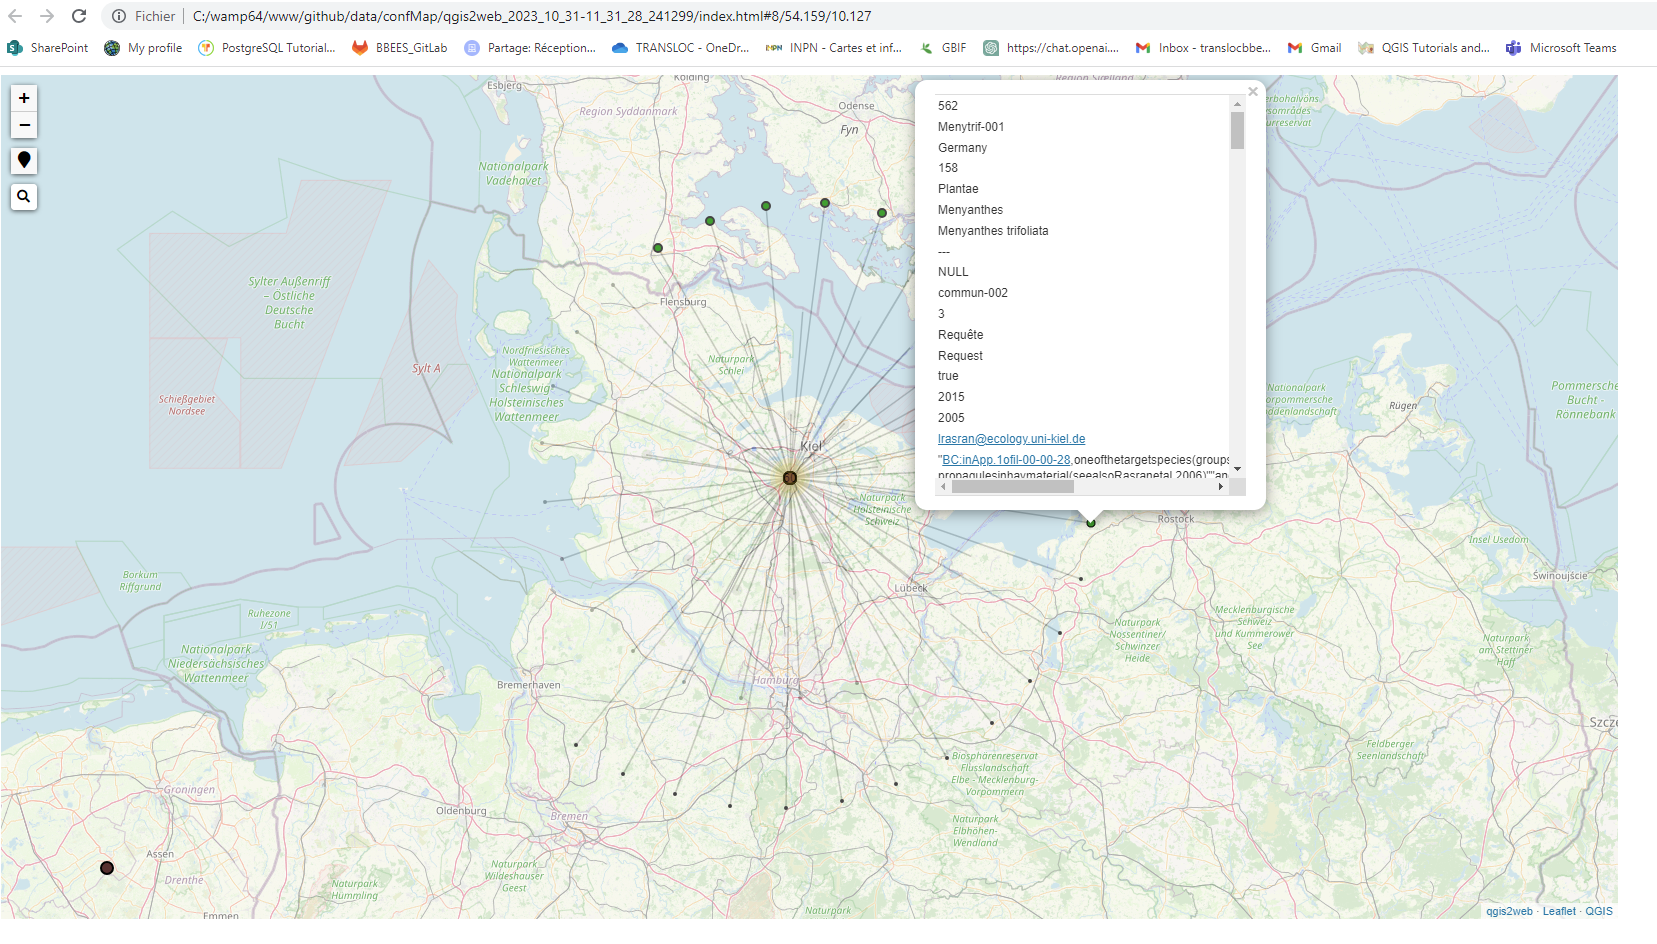 Fichier | C:/wamp64/www/github/data/confMap/qgis2web_2023_10_31-11_31_28_241299/index.html#8/54.159/10.127
SharePoint My profile PostgreSQL Tutorial... BBEES_GitLab Partage: Réception... TRANSLOC - OneDr... INPN - Cartes et inf... GBIF https://chat.openai.... Inbox - translocbbe... Gmail QGIS Tutorials and... Microsoft Teams
+
−
Esbjerg
Kolding
Region Syddanmark
Odense
Fyn
Region Sjælland
Nationalpark
Vadehavet
Sylter Außenriff
– Östliche
Deutsche
Bucht
Flensburg
Sylt A
Nordfriesisches
Wattenmeer
Nationalpark
Schleswig-
Holsteinisches
Wattenmeer
Naturpark
Schlei
Schießgebiet
Nordsee
Kiel
Naturpark
Holsteinische
Schweiz
×
562
Menytrif-001
Germany
158
Plantae
Menyanthes
Menyanthes trifoliata
---
NULL
commun-002
3
Requête
Request
true
2015
2005
lrasran@ecology.uni-kiel.de
"BC:inApp.1ofil-00-00-28,oneofthetargetspecies(groups
propagulesinhaymaterial(seealsoRasranetal.2006)""an
Rügen
Pommersche
Bucht -
Rönnebank
Rostock
Insel Usedom
Świnoujście
Lübeck
Borkum
Riffgrund
Ruhezone
I/51
Nationalpark
Niedersächsisches
Wattenmeer
Bremerhaven
Hamburg
Naturpark
Nossentiner/
Schwinzer
Heide
Mecklenburgische
Schweiz
und Kummerower
See
Naturpark
am Stettiner
Haff
Szcze
Feldberger
Seenlandschaft
Biosphärenreservat
Flusslandschaft
Elbe - Mecklenburg-
Vorpommern
Groningen
Oldenburg
Bremen
Naturpark
Elbhöhen-
Wendland
Assen
Drenthe
Emmen
Naturpark
Hümmling
Naturpark
Wildeshauser
Geest
Naturpark
qgis2web · Leaflet · QGIS